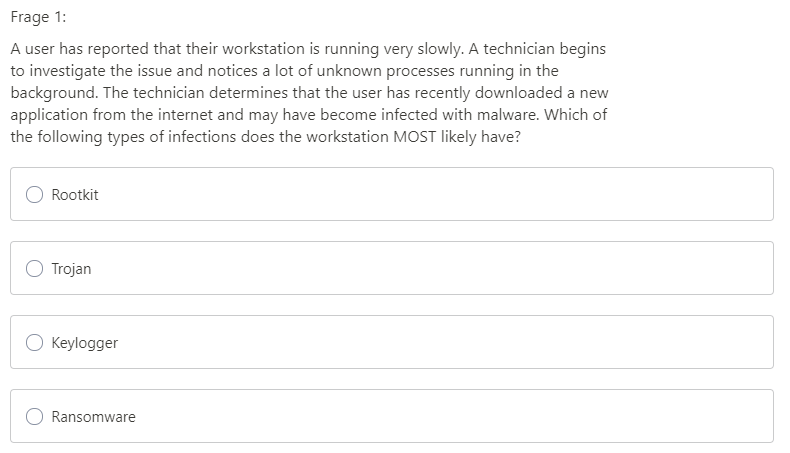 Frage 1:
A user has reported that their workstation is running very slowly. A technician begins
to investigate the issue and notices a lot of unknown processes running in the
background. The technician determines that the user has recently downloaded a new
application from the internet and may have become infected with malware. Which of
the following types of infections does the workstation MOST likely have?
Rootkit
Trojan
Keylogger
Ransomware